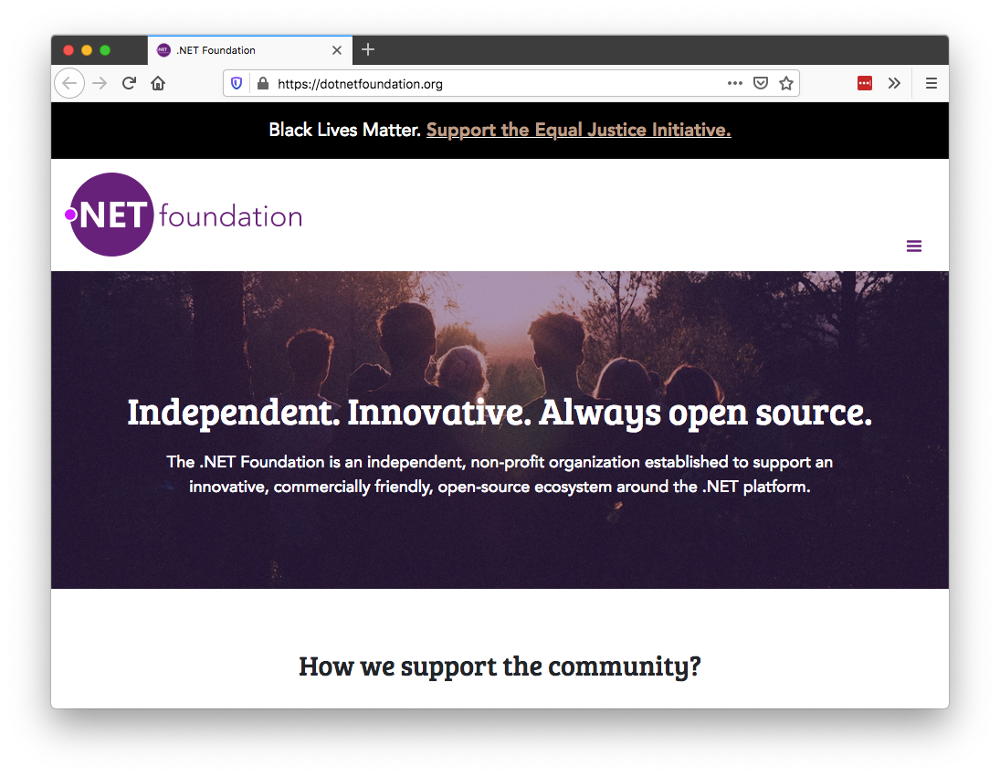 NET
.NET Foundation
https://dotnetfoundation.org
Black Lives Matter. Support the Equal Justice Initiative.
.NET foundation
Independent. Innovative. Always open source.
The .NET Foundation is an independent, non-profit organization established to support an
innovative, commercially friendly, open-source ecosystem around the .NET platform.
How we support the community?